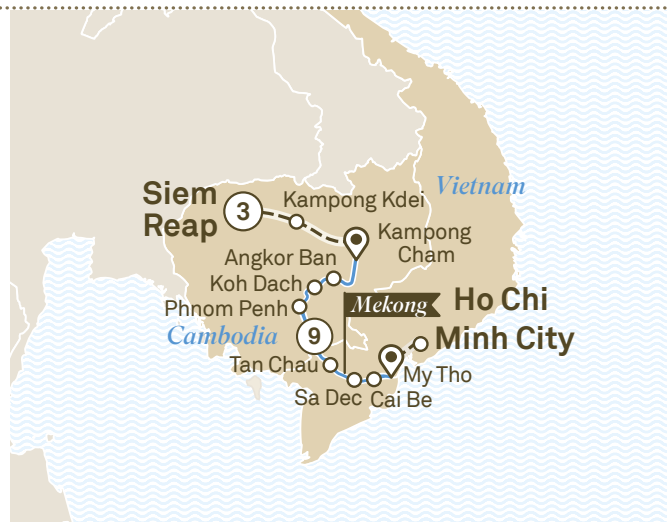 Siem
Reap
3
Kampong Kdei
Vietnam
Kampong
Cham
Angkor Ban
Koh Dach
Phnom Penh
Mekong
Ho Chi
Minh City
Cambodia
9
Tan Chau
My Tho
Sa Dec
Cai Be